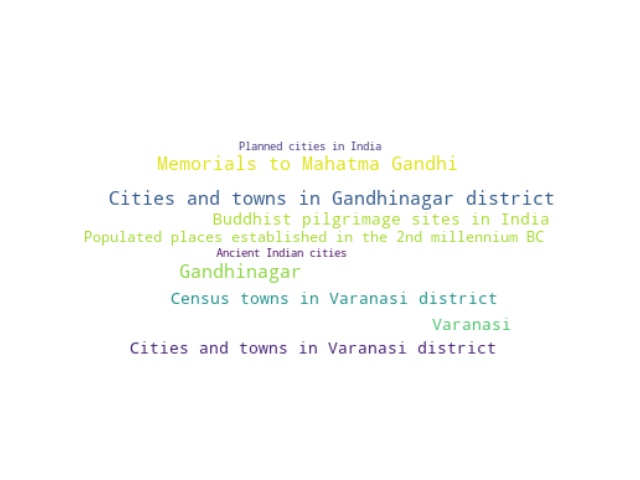 Planned cities in India
Memorials to Mahatma Gandhi
Cities and towns in Gandhinagar district
Buddhist pilgrimage sites in India
Populated places established in the 2nd millennium BC
Ancient Indian cities
Gandhinagar
Census towns in Varanasi district
Varanasi
Cities and towns in Varanasi district